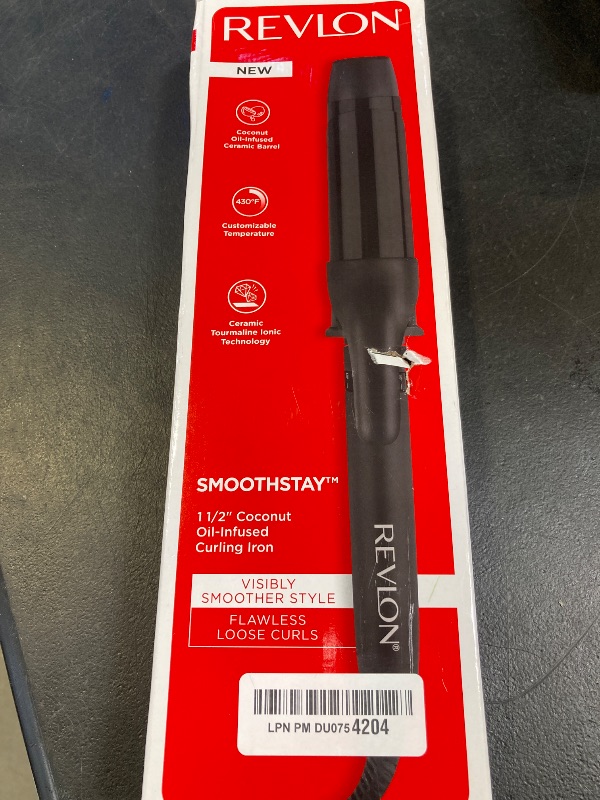 REVLON®
NEW
Coconut
Oil-Infused
Ceramic Barrel
430°F
Customizable
Temperature
Ceramic
Tourmaline Ionic
Technology
SMOOTHSTAY™
1 1/2" Coconut
Oil-Infused
Curling Iron
VISIBLY
SMOOTHER STYLE
FLAWLESS
LOOSE CURLS
REVLON®
LPN PM DU0754204